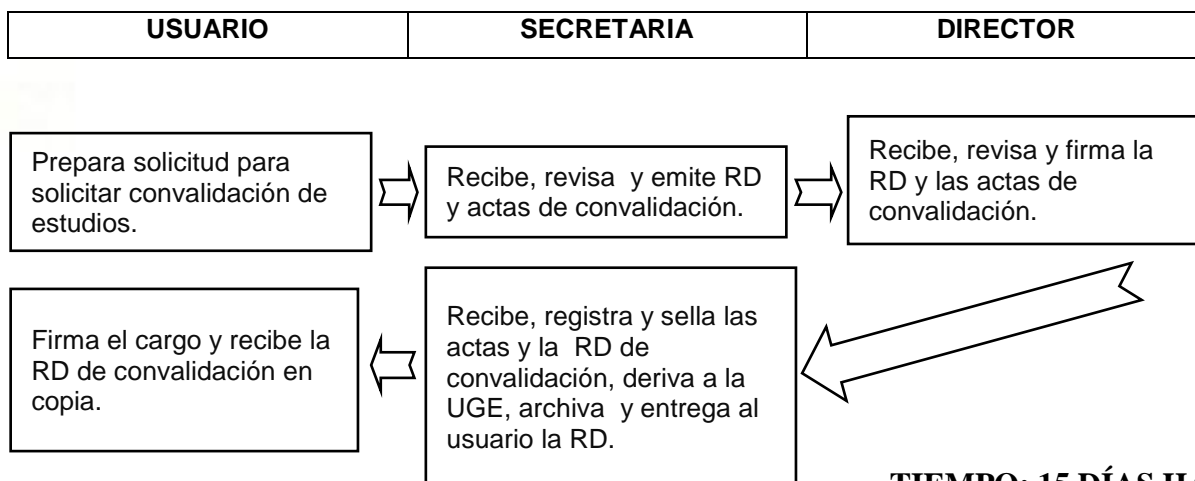 USUARIO
SECRETARIA
DIRECTOR
Prepara solicitud para
solicitar convalidación de
estudios.
Recibe, revisa y emite RD
y actas de convalidación.
Recibe, revisa y firma la
RD y las actas de
convalidación.
Firma el cargo y recibe la
RD de convalidación en
copia.
Recibe, registra y sella las
actas y la RD de
convalidación, deriva a la
UGE, archiva y entrega al
usuario la RD.
TIEMPO: 15 DÍAS